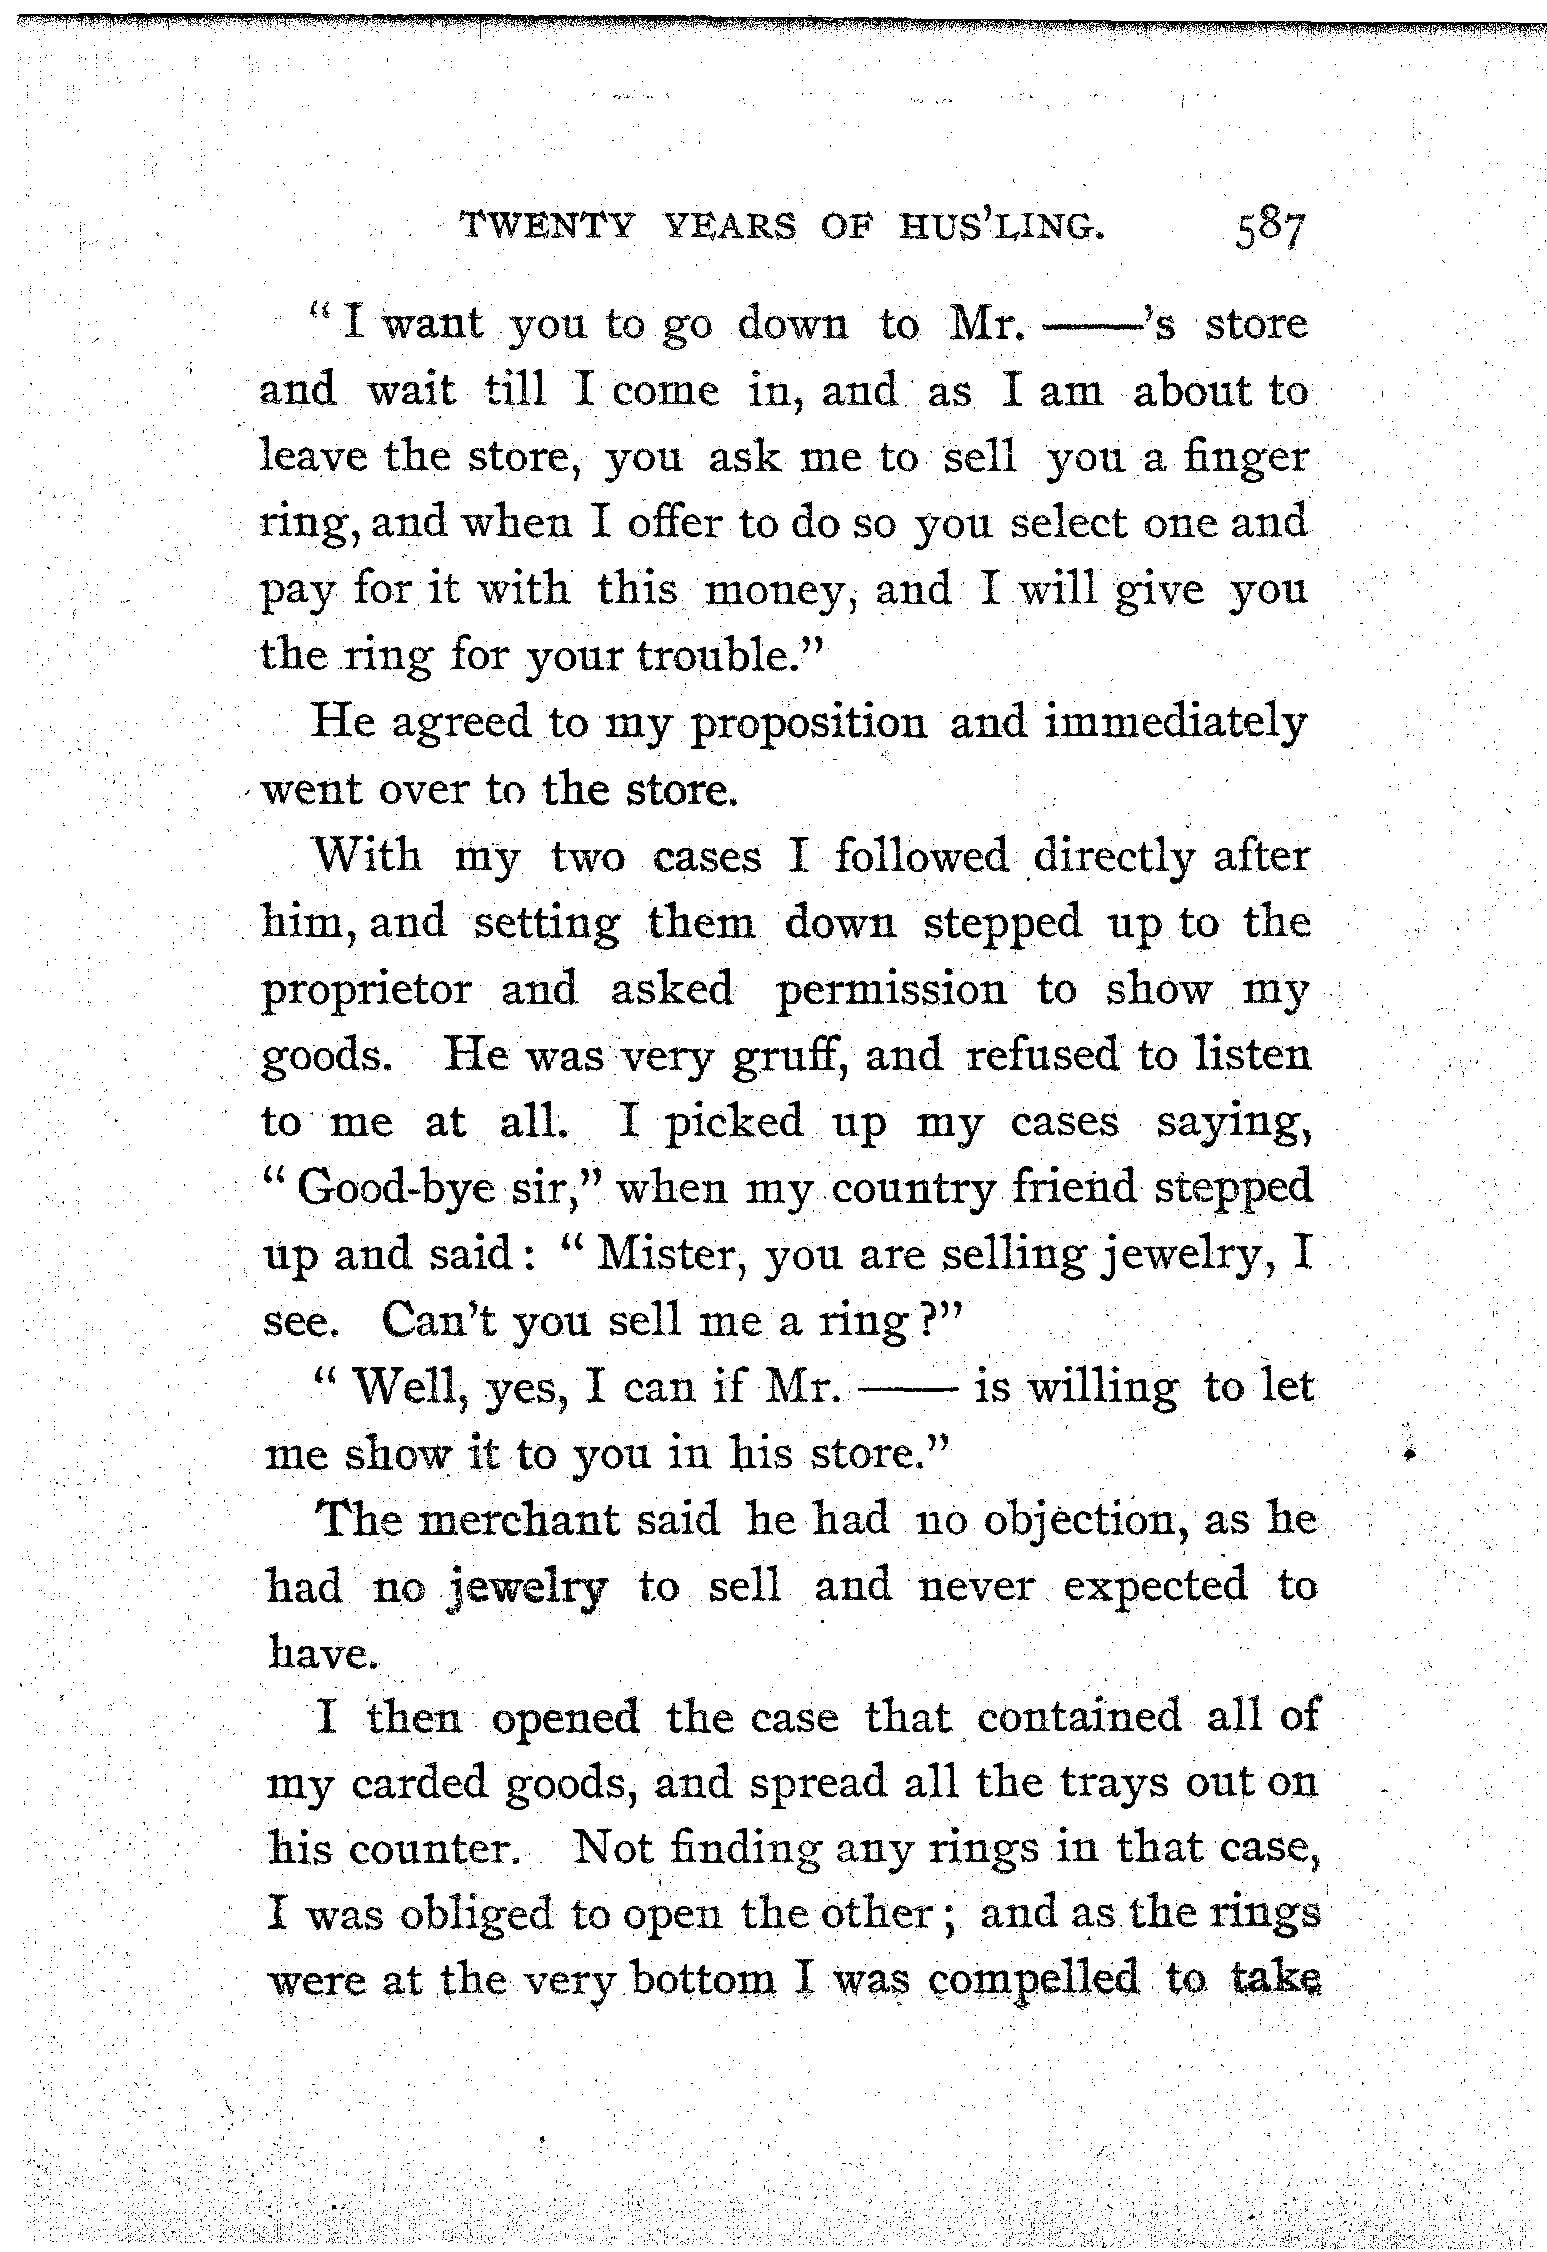 TWENTY YEARS OF HUS'LING. 587
“ I want you to go down to Mr. ——'s store
and wait till I come in, and as I am about to
leave the store, you ask me to sell you a finger
ring, and when I offer to do so you select one and
pay for it with this money, and I will give you
the ring for your trouble.”
He agreed to my proposition and immediately
went over to the store.
With my two cases I followed directly after
him, and setting them down stepped up to the
proprietor and asked permission to show my
goods. He was very gruff, and refused to listen
to me at all. I picked up my cases saying,
“ Good-bye sir,” when my country friend stepped
up and said : “ Mister, you are selling jewelry, I
see. Can't you sell me a ring ?”
“ Well, yes, I can if Mr. —— is willing to let
me show it to you in his store.”
The merchant said he had no objection, as he
had no jewelry to sell and never expected to
have.
I then opened the case that contained all of
my carded goods, and spread all the trays out on
his counter. Not finding any rings in that case,
I was obliged to open the other ; and as the rings
were at the very bottom I was compelled to take